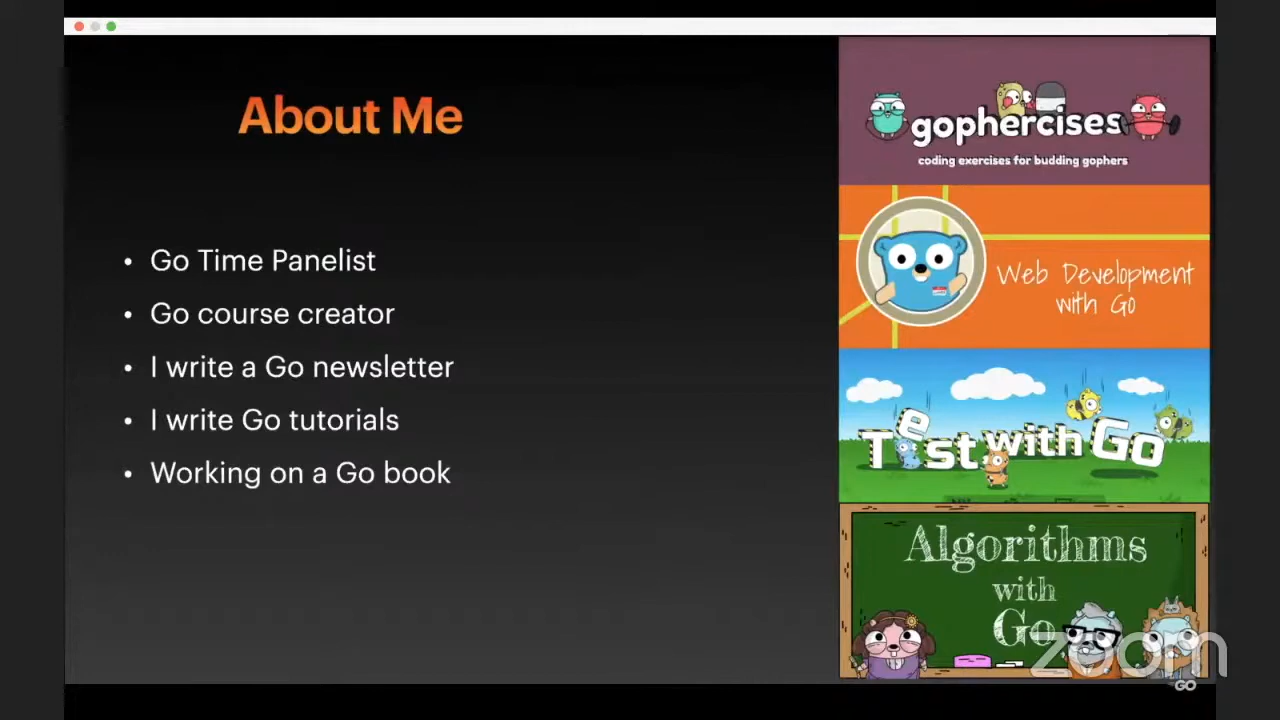 About Me
• Go Time Panelist
• Go course creator
• I write a Go newsletter
• I write Go tutorials
• Working on a Go book
gophercises
coding exercises for budding gophers
Web Development
with Go
Test with Go
Algorithms
with
Go
zoom
GO